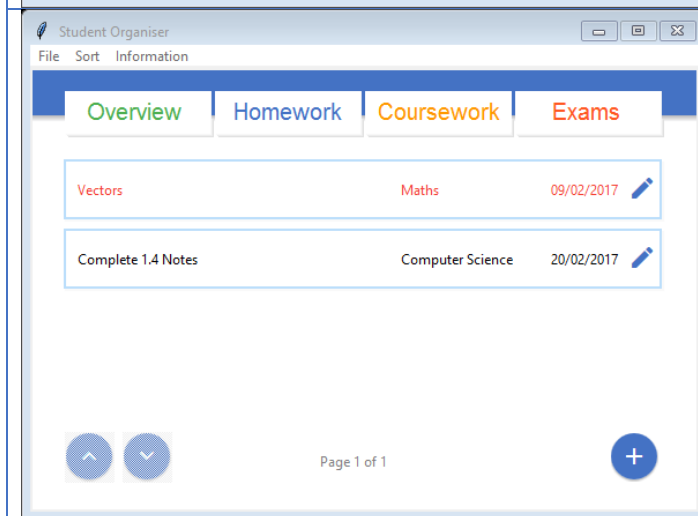 Student Organiser
File Sort Information
Overview Homework Coursework Exams
Vectors Maths 09/02/2017
Complete 1.4 Notes Computer Science 20/02/2017
Page 1 of 1